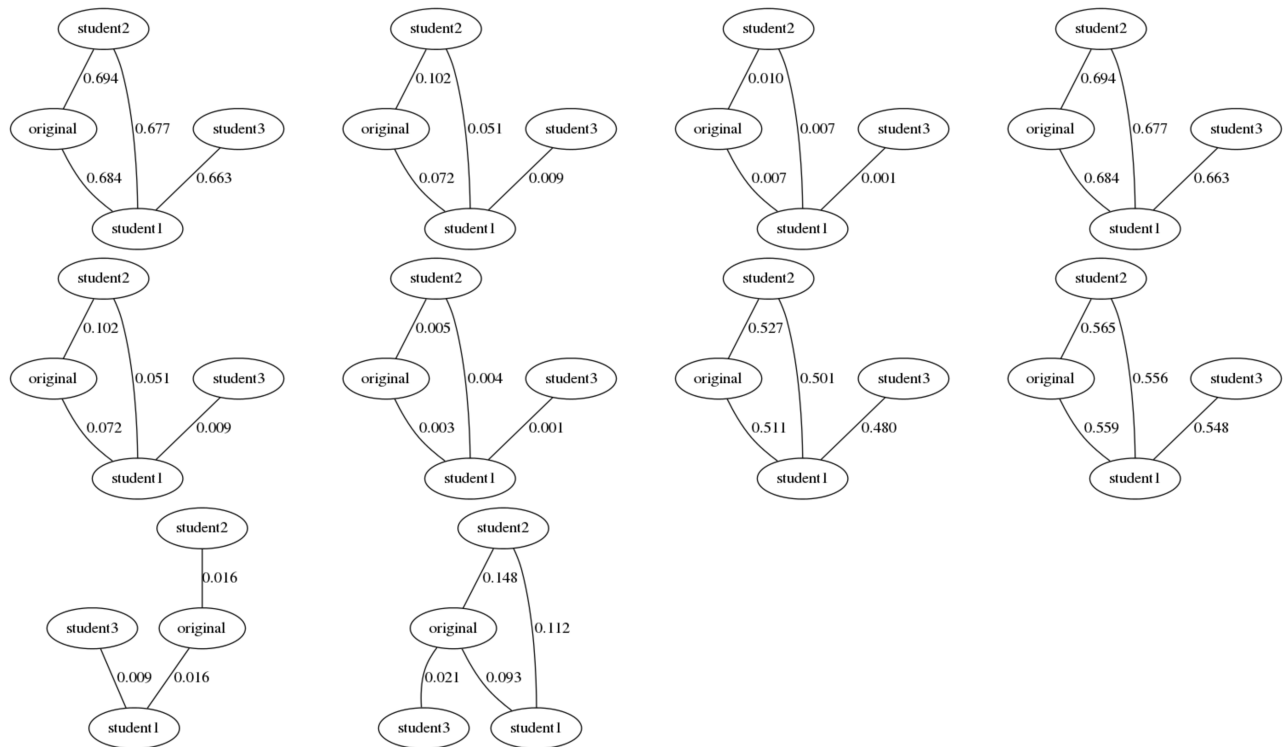 student2 student2 student2 student2
0.694 0.102 0.010 0.694
original 0.677 student3 original 0.051 student3 original 0.007 student3 original 0.677 student3
0.684 0.663 0.072 0.009 0.007 0.001 0.684 0.663
student1 student1 student1 student1
student2 student2 student2 student2
0.102 0.005 0.527 0.565
original 0.051 student3 original 0.004 student3 original 0.501 student3 original 0.556 student3
0.072 0.009 0.003 0.001 0.511 0.480 0.559 0.548
student1 student1 student1 student1
student2 student2
0.016 0.148
student3 original original 0.112
0.009 0.016 0.021 0.093
student1 student3 student1